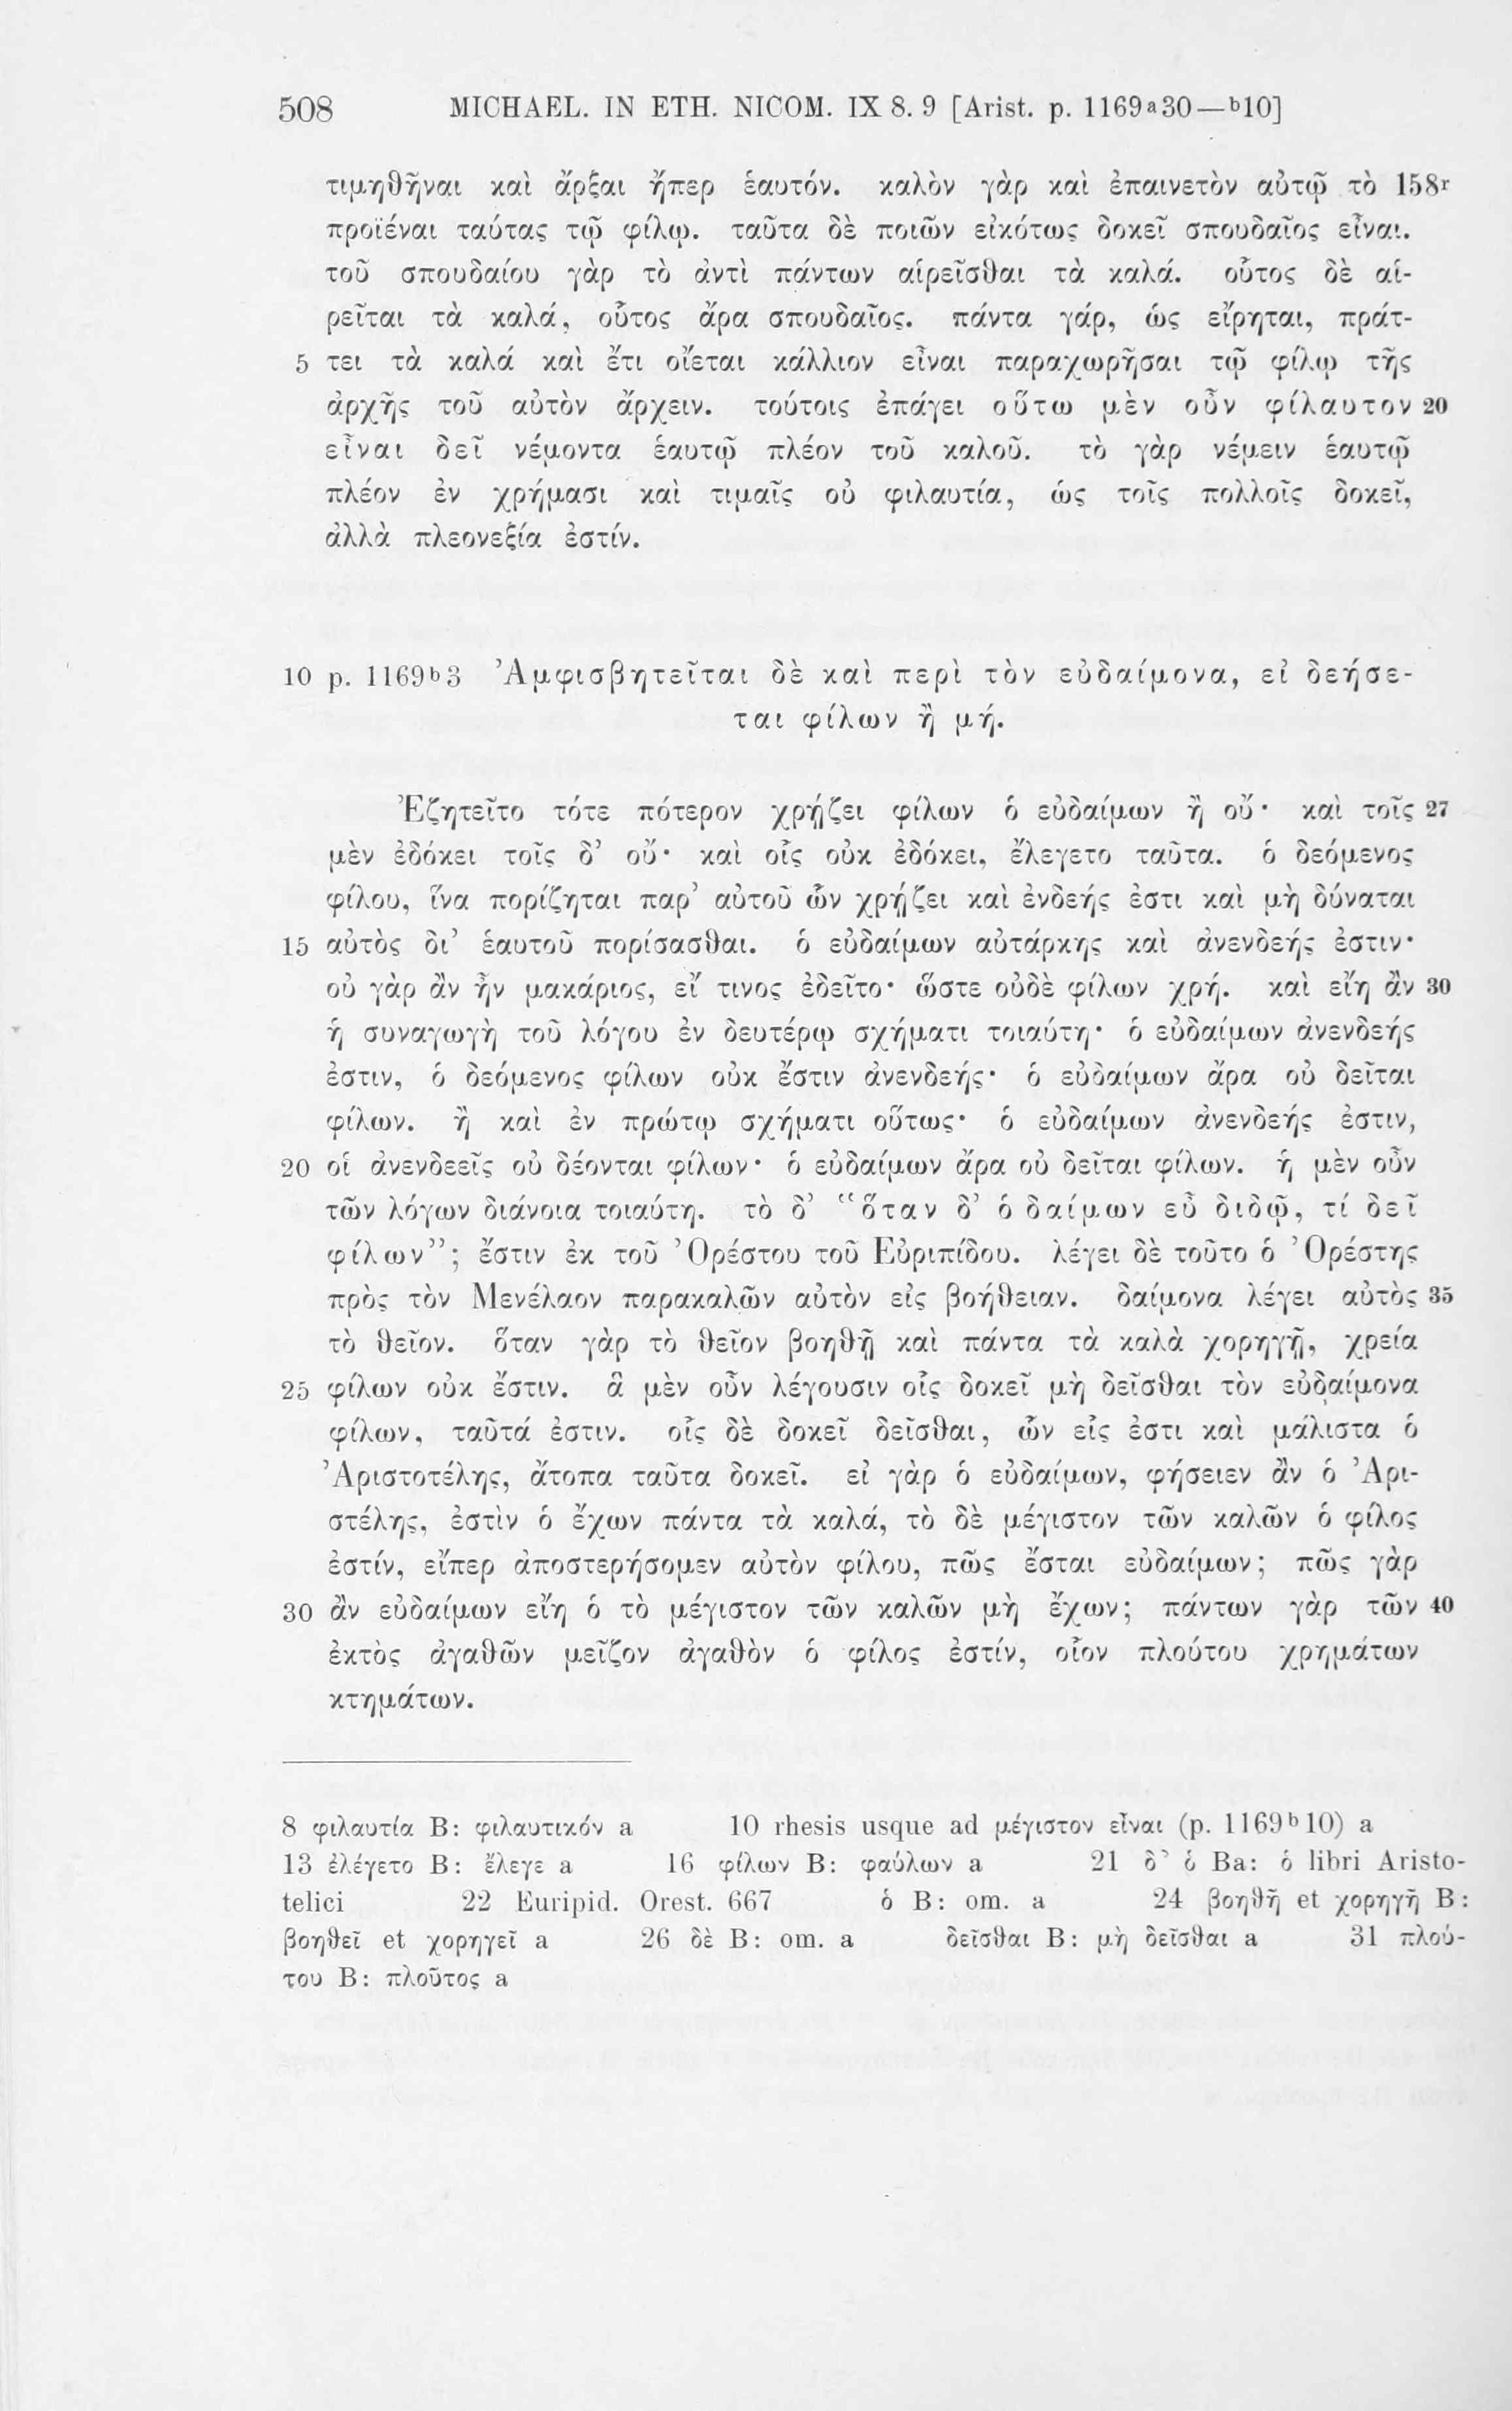 508 MICHAEL. IN ETH. NICOM. IX 8. 9 [Arist. p. 1169ª30—ᵇ10]
τιμηθῆναι καὶ ἄρξαι ἤπερ ἑαυτόν. καλὸν γὰρ καὶ ἐπαινετὸν αὐτῷ τὸ 158ʳ
προϊέναι ταύτας τῷ φίλῳ. ταῦτα δὲ ποιῶν εἰκότως δοκεῖ σπουδαῖος εἶναι.
τοῦ σπουδαίου γὰρ τὸ ἀντὶ πάντων αἱρεῖσθαι τὰ καλά. οὗτος δὲ αἱ-
ρεῖται τὰ καλά, οὗτος ἄρα σπουδαῖος. πάντα γάρ, ὡς εἴρηται, πράτ-
5 τει τὰ καλά καὶ ἔτι οἴεται κάλλιον εἶναι παραχωρῆσαι τῷ φίλῳ τῆς
ἀρχῆς τοῦ αὐτὸν ἄρχειν. τούτοις ἐπάγει οὕτω μὲν οὖν φίλαυτον 20
εἶναι δεῖ νέμοντα ἑαυτῷ πλέον τοῦ καλοῦ. τὸ γὰρ νέμειν ἑαυτῷ
πλέον ἐν χρήμασι καὶ τιμαῖς οὐ φιλαυτία, ὡς τοῖς πολλοῖς δοκεῖ,
ἀλλὰ πλεονεξία ἐστίν.
10 p. 1169ᵇ3 Ἀμφισβητεῖται δὲ καὶ περὶ τὸν εὐδαίμονα, εἰ δεήσε-
ται φίλων ἢ μή.
Ἐζητεῖτο τότε πότερον χρῄζει φίλων ὁ εὐδαίμων ἢ οὔ· καὶ τοῖς 27
μὲν ἐδόκει τοῖς δ’ οὔ· καὶ οἷς οὐκ ἐδόκει, ἔλεγετο ταῦτα. ὁ δεόμενος
φίλου, ἵνα πορίζηται παρ’ αὐτοῦ ὧν χρῄζει καὶ ἐνδεής ἐστι καὶ μὴ δύναται
15 αὐτὸς δι’ ἑαυτοῦ πορίσασθαι. ὁ εὐδαίμων αὐτάρκης καὶ ἀνενδεής ἐστιν·
οὐ γὰρ ἂν ἦν μακάριος, εἴ τινος ἐδεῖτο· ὥστε οὐδὲ φίλων χρή. καὶ εἴη ἂν 30
ἡ συναγωγὴ τοῦ λόγου ἐν δευτέρῳ σχήματι τοιαύτη· ὁ εὐδαίμων ἀνενδεής
ἐστιν, ὁ δεόμενος φίλων οὐκ ἔστιν ἀνενδεής· ὁ εὐδαίμων ἄρα οὐ δεῖται
φίλων. ἢ καὶ ἐν πρώτῳ σχήματι οὕτως· ὁ εὐδαίμων ἀνενδεής ἐστιν,
20 οἱ ἀνενδεεῖς οὐ δέονται φίλων· ὁ εὐδαίμων ἄρα οὐ δεῖται φίλων. ἡ μὲν οὖν
τῶν λόγων διάνοια τοιαύτη. τὸ δ’ “ὅταν δ’ ὁ δαίμων εὖ διδῷ, τί δεῖ
φίλων”; ἔστιν ἐκ τοῦ Ὀρέστου τοῦ Εὐριπίδου. λέγει δὲ τοῦτο ὁ Ὀρέστης
πρὸς τὸν Μενέλαον παρακαλῶν αὐτὸν εἰς βοήθειαν. δαίμονα λέγει αὐτὸς 35
τὸ θεῖον. ὅταν γὰρ τὸ θεῖον βοηθῇ καὶ πάντα τὰ καλὰ χορηγῇ, χρεία
25 φίλων οὐκ ἔστιν. ἃ μὲν οὖν λέγουσιν οἷς δοκεῖ μὴ δεῖσθαι τὸν εὐδαίμονα
φίλων, ταῦτά ἐστιν. οἷς δὲ δοκεῖ δεῖσθαι, ὧν εἷς ἐστι καὶ μάλιστα ὁ
Ἀριστοτέλης, ἄτοπα ταῦτα δοκεῖ. εἰ γὰρ ὁ εὐδαίμων, φήσειεν ἂν ὁ Ἀρι-
στέλης, ἐστὶν ὁ ἔχων πάντα τὰ καλά, τὸ δὲ μέγιστον τῶν καλῶν ὁ φίλος
ἐστίν, εἴπερ ἀποστερήσομεν αὐτὸν φίλου, πῶς ἔσται εὐδαίμων; πῶς γὰρ
30 ἂν εὐδαίμων εἴη ὁ τὸ μέγιστον τῶν καλῶν μὴ ἔχων; πάντων γὰρ τῶν 40
ἐκτὸς ἀγαθῶν μεῖζον ἀγαθὸν ὁ φίλος ἐστίν, οἷον πλούτου χρημάτων
κτημάτων.
8 φιλαυτία B: φιλαυτικόν a 10 rhesis usque ad μέγιστον εἶναι (p. 1169ᵇ10) a
13 ἐλέγετο B: ἔλεγε a 16 φίλων B: φαύλων a 21 δ’ ὁ Ba: ὁ libri Aristo-
telici 22 Euripid. Orest. 667 ὁ B: om. a 24 βοηθῇ et χορηγῇ B:
βοηθεῖ et χορηγεῖ a 26 δὲ B: om. a δεῖσθαι B: μὴ δεῖσθαι a 31 πλού-
του B: πλοῦτος a